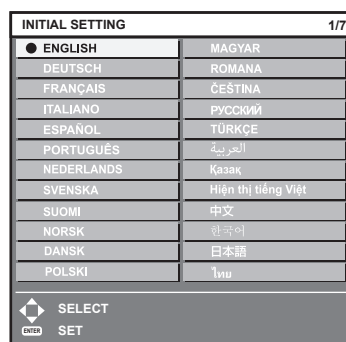 INITIAL SETTING 1/7
ENGLISH
DEUTSCH
FRANÇAIS
ITALIANO
ESPAÑOL
PORTUGUÊS
NEDERLANDS
SVENSKA
SUOMI
NORSK
DANSK
POLSKI
MAGYAR
ROMANA
ČEŠTINA
РУССКИЙ
TÜRKÇE
العربية
Қазақ
Hiện thị tiếng Việt
中文
한국어
日本語
ไทย
SELECT
ENTER SET